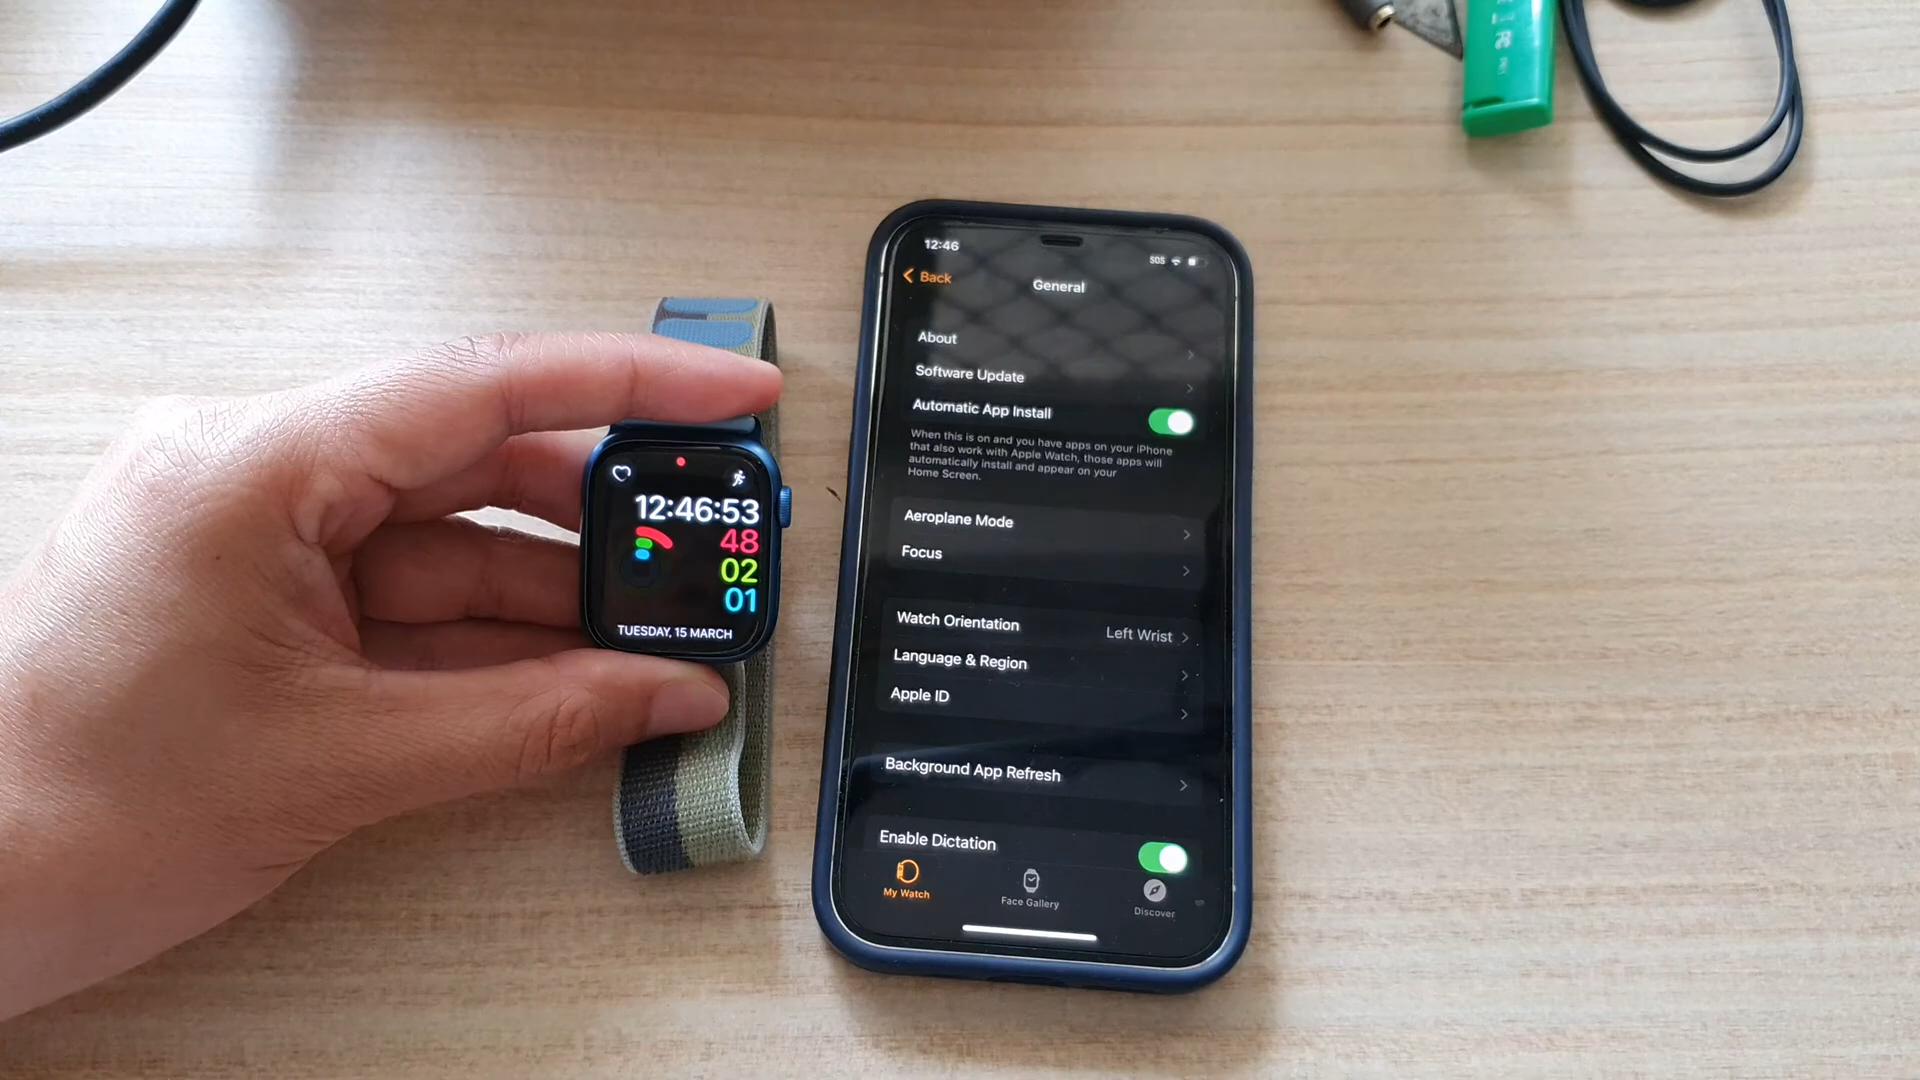 12:46:53
48
02
01
TUESDAY, 15 MARCH
12:46
SOS
Back
General
About
Software Update
Automatic App Install
When this is on and you have apps on your iPhone
that also work with Apple Watch, those apps will
automatically install and appear on your
Home Screen.
Aeroplane Mode
Focus
Watch Orientation
Left Wrist
Language & Region
Apple ID
Background App Refresh
Enable Dictation
My Watch
Face Gallery
Discover